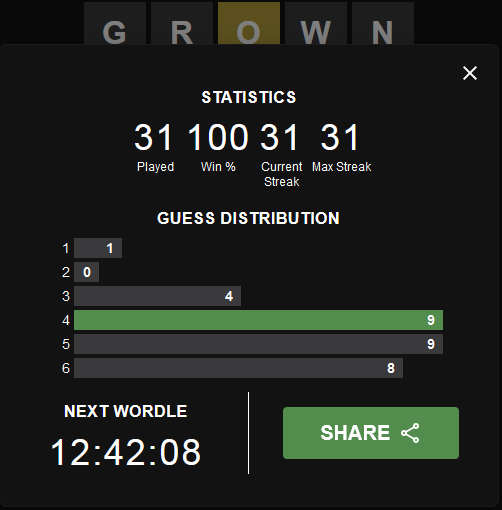 G R O W N
STATISTICS
31 100 31 31
Played Win % Current Streak Max Streak
GUESS DISTRIBUTION
1 1
2 0
3 4
4 9
5 9
6 8
NEXT WORDLE
12:42:08
SHARE